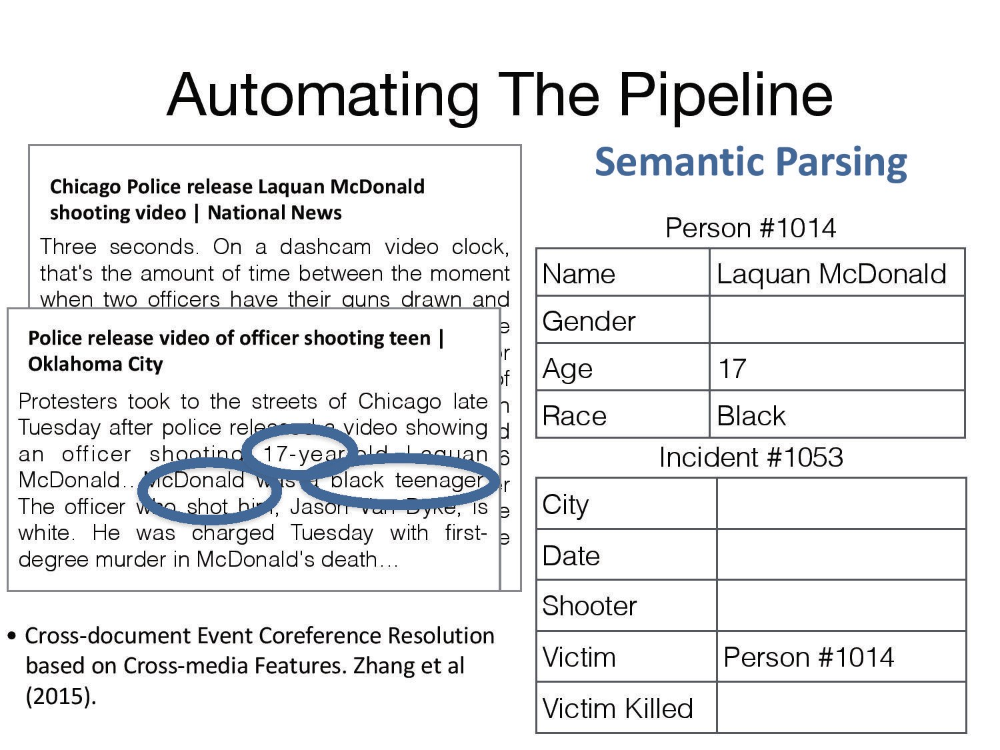 Automating The Pipeline
Chicago Police release Laquan McDonald
shooting video | National News
Three seconds. On a dashcam video clock,
that's the amount of time between the moment
when two officers have their guns drawn and
Police release video of officer shooting teen |
Oklahoma City
Protesters took to the streets of Chicago late
Tuesday after police released a video showing
an officer shooting 17-year-old Laquan
McDonald... McDonald was a black teenager.
The officer who shot him, Jason Van Dyke, is
white. He was charged Tuesday with first-
degree murder in McDonald's death…
• Cross-document Event Coreference Resolution
based on Cross-media Features. Zhang et al
(2015).
Semantic Parsing
Person #1014
Name Laquan McDonald
Gender
Age 17
Race Black
Incident #1053
City
Date
Shooter
Victim Person #1014
Victim Killed